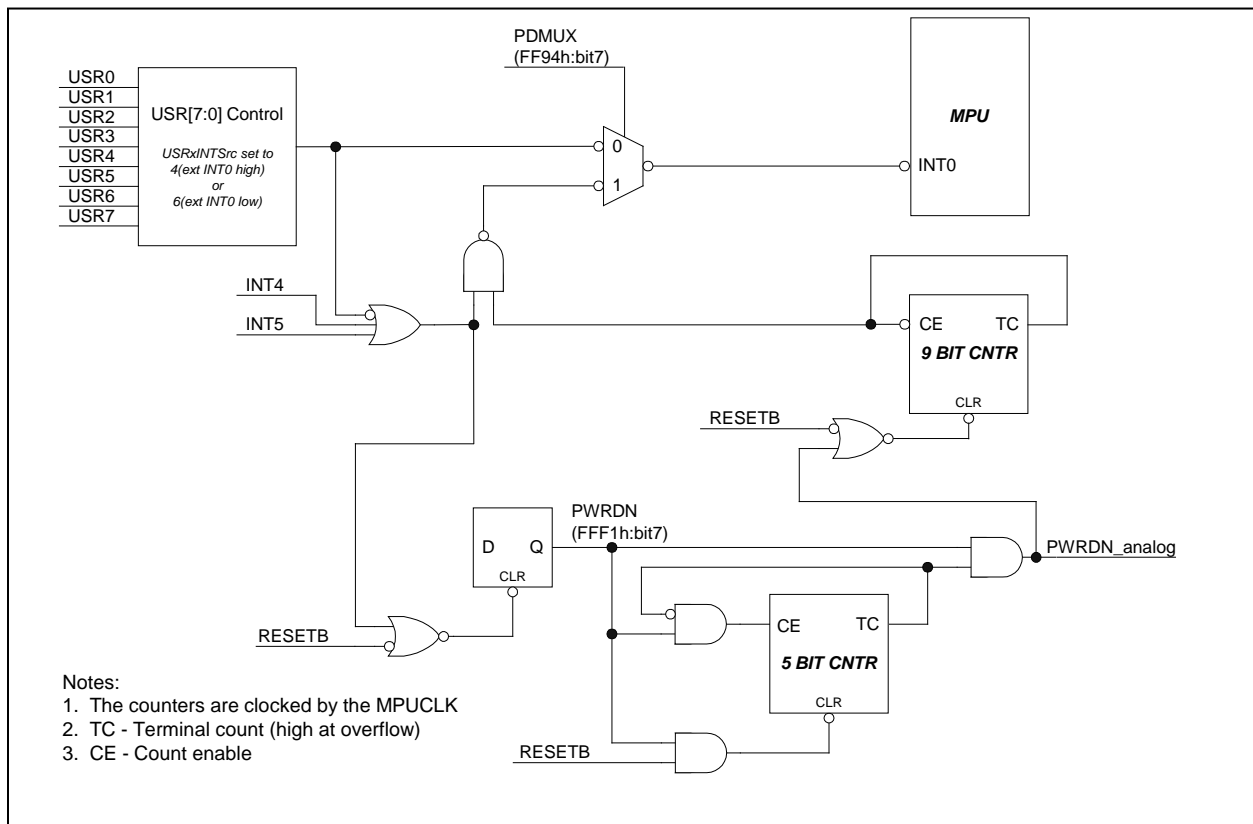 PDMUX
(FF94h:bit7)
USR0
USR1
USR2
USR3
USR4
USR5
USR6
USR7
USR[7:0] Control
USRxINTSrc set to
4(ext INT0 high)
or
6(ext INT0 low)
0
1
MPU
INT0
INT4
INT5
CE TC
9 BIT CNTR
CLR
RESETB
PWRDN
(FFF1h:bit7)
D Q
CLR
PWRDN_analog
RESETB
CE TC
5 BIT CNTR
CLR
RESETB
Notes:
1. The counters are clocked by the MPUCLK
2. TC - Terminal count (high at overflow)
3. CE - Count enable